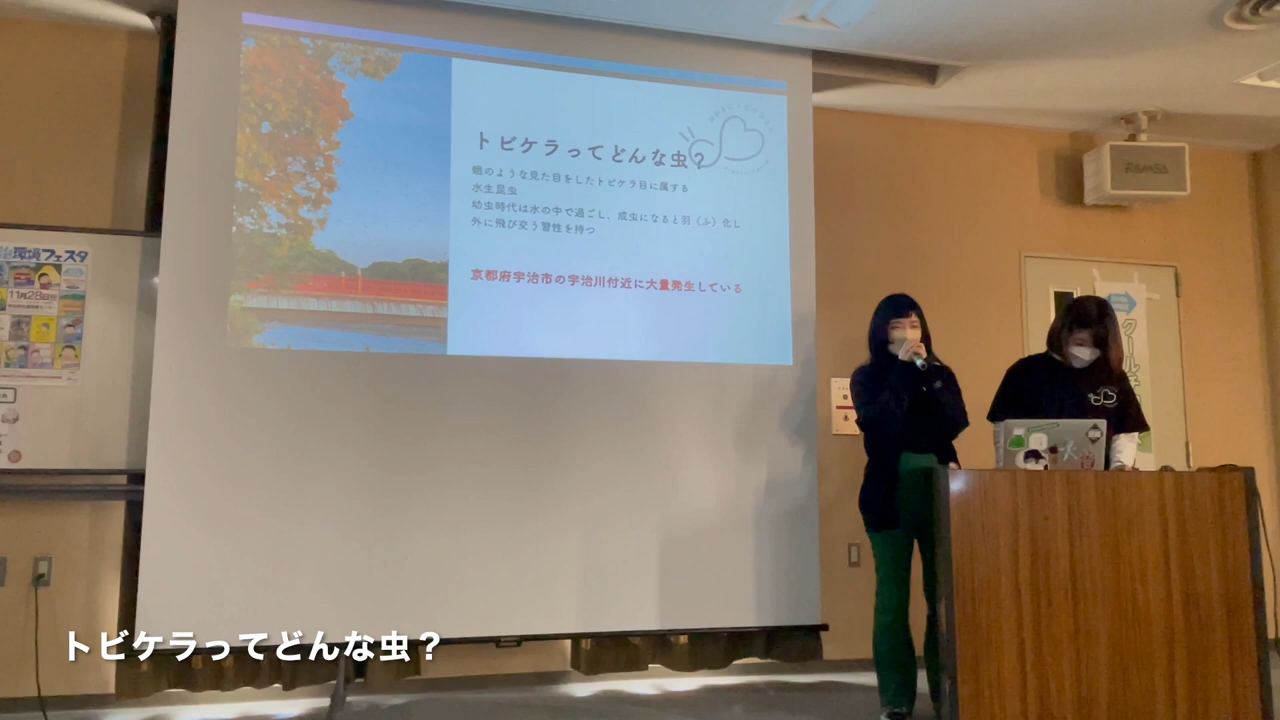 トビケラってどんな虫？
蛾のような見た目をしたトビケラ目に属する
水生昆虫
幼虫時代は水の中で過ごし、成虫になると羽（ふ）化し
外に飛び交う習性を持つ
京都府宇治市の宇治川付近に大量発生している
環境フェスタ
11月28日
RAMSA
クールチ
トビケラってどんな虫？